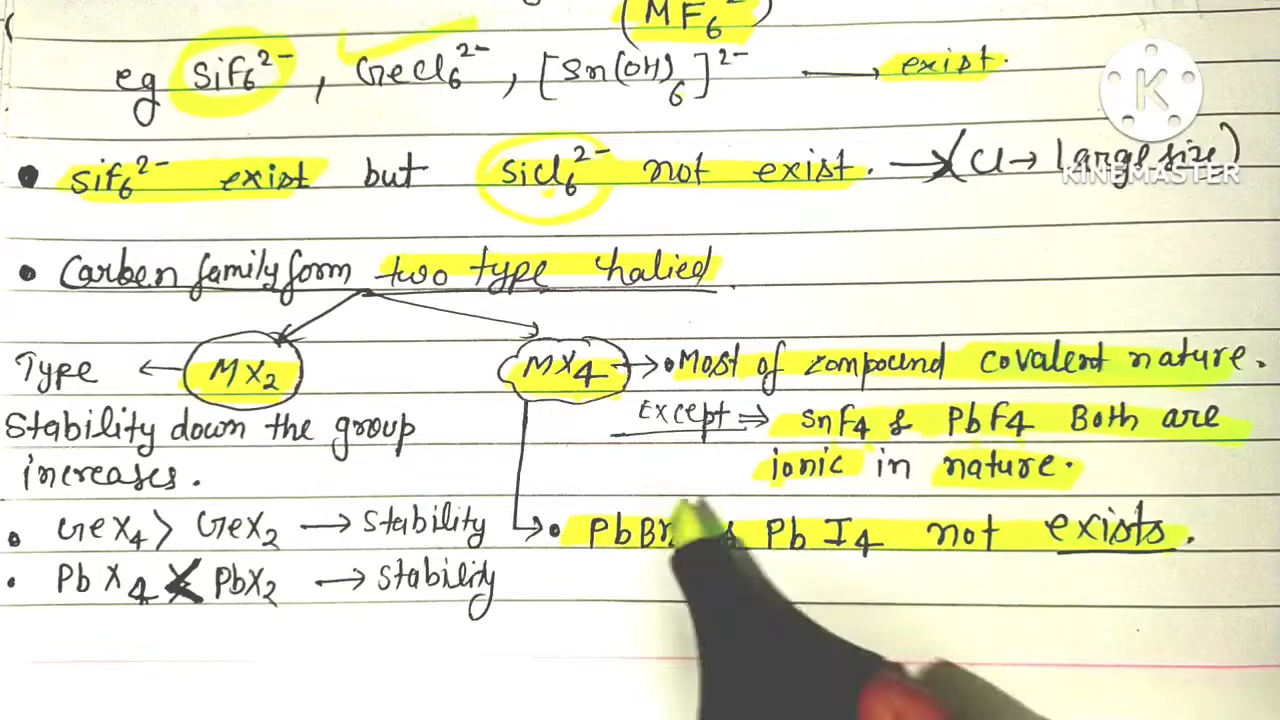 (MF6 2-)
eg SiF6 2-, GeCl6 2-, [Sn(OH)6]2- → exist.
• SiF6 2- exist but SiCl6 2- not exist. → (Cl → large size)
K
KINEMASTER
• Carben family form two type halied.
Type ← MX2
MX4 → • Most of compound covalent nature.
Stability down the group
increases.
Except ⇒ SnF4 & PbF4 Both are
ionic in nature.
• GeX4 > GeX2 → Stability
• PbX4 < PbX2 → Stability
• PbBr & PbI4 not exists.